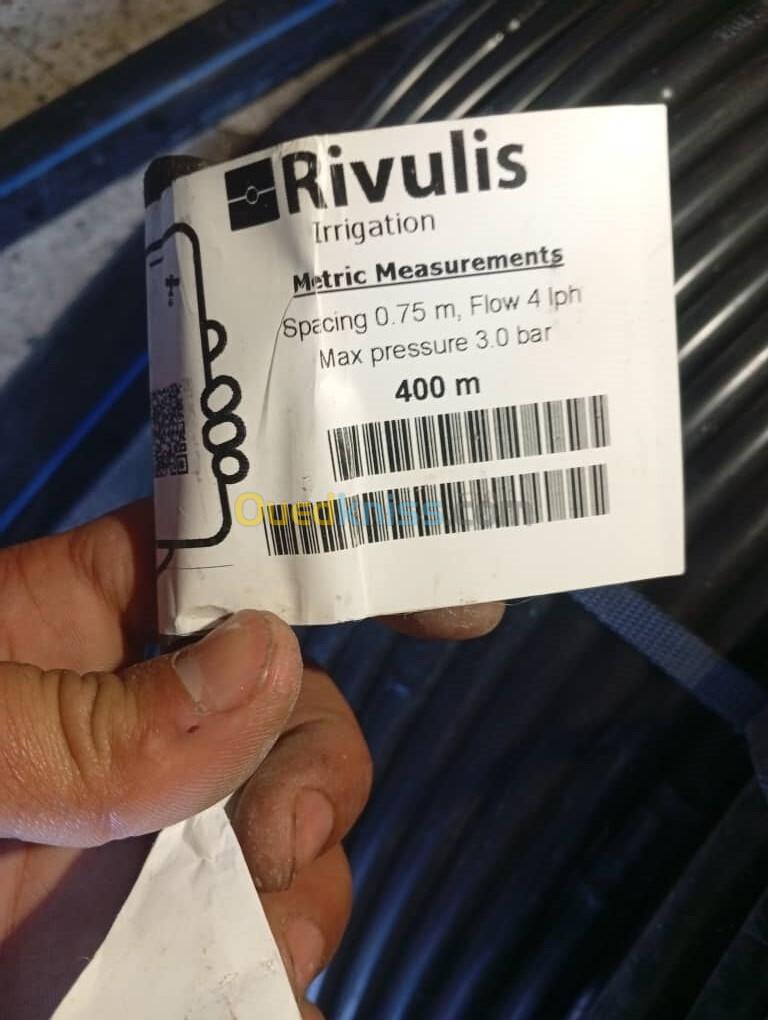 Rivulis
Irrigation
Metric Measurements
Spacing 0.75 m, Flow 4 lph
Max pressure 3.0 bar
400 m
Ouedkniss.com